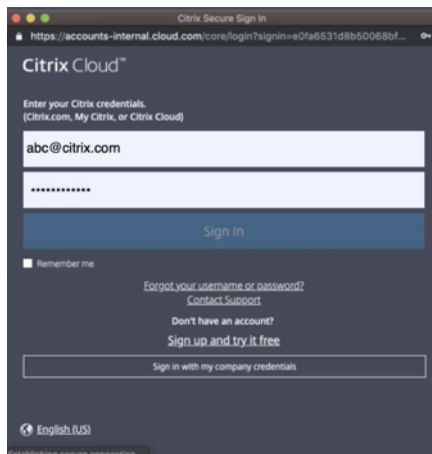 Citrix Secure Sign In
https://accounts-internal.cloud.com/core/login?signin=e0fa6531d8b50068bf...
Citrix Cloud™
Enter your Citrix credentials.
(Citrix.com, My Citrix, or Citrix Cloud)
abc@citrix.com
••••••••••••
Sign In
Remember me
Forgot your username or password?
Contact Support
Don't have an account?
Sign up and try it free
Sign in with my company credentials
English (US)
Establishing secure connection...